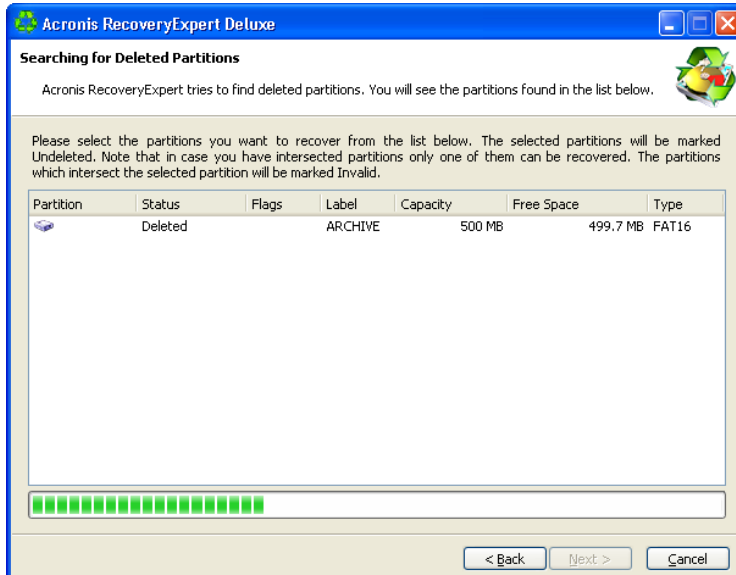 Acronis RecoveryExpert Deluxe
Searching for Deleted Partitions
Acronis RecoveryExpert tries to find deleted partitions. You will see the partitions found in the list below.
Please select the partitions you want to recover from the list below. The selected partitions will be marked
Undeleted. Note that in case you have intersected partitions only one of them can be recovered. The partitions
which intersect the selected partition will be marked Invalid.
Partition Status Flags Label Capacity Free Space Type
Deleted ARCHIVE 500 MB 499.7 MB FAT16
< Back Next > Cancel